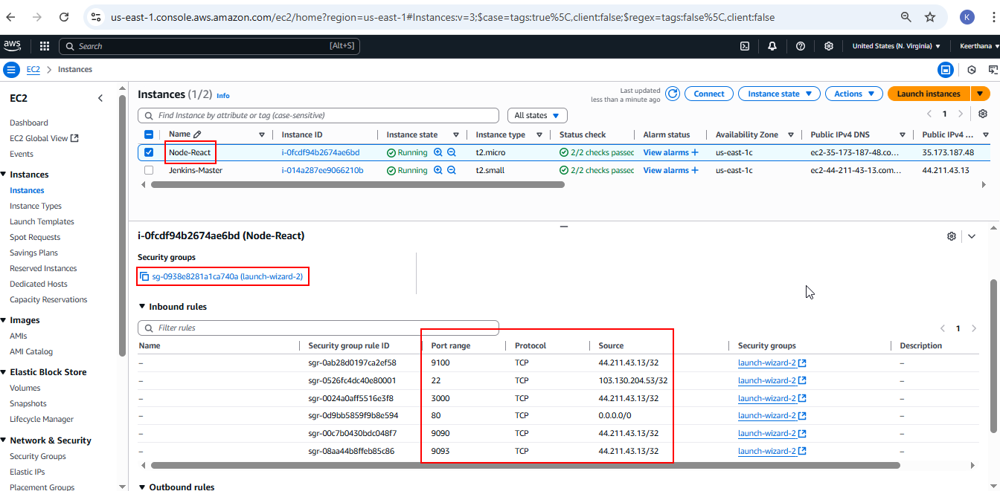 us-east-1.console.aws.amazon.com/ec2/home?region=us-east-1#Instances:v=3;$case=tags:true%5C,client:false;$regex=tags:false%5C,client:false
K
aws
Search [Alt+S]
United States (N. Virginia) Keerthana
EC2 Instances
EC2
Dashboard
EC2 Global View
Events
Instances
Instances
Instance Types
Launch Templates
Spot Requests
Savings Plans
Reserved Instances
Dedicated Hosts
Capacity Reservations
Images
AMIs
AMI Catalog
Elastic Block Store
Volumes
Snapshots
Lifecycle Manager
Network & Security
Security Groups
Elastic IPs
Placement Groups
Instances (1/2) Info
Last updated
less than a minute ago
Connect Instance state Actions Launch instances
Find Instance by attribute or tag (case-sensitive) All states 1
Name Instance ID Instance state Instance type Status check Alarm status Availability Zone Public IPv4 DNS Public IPv4 ...
Node-React i-0fcdf94b2674ae6bd Running t2.micro 2/2 checks passed View alarms + us-east-1c ec2-35-173-187-48.co... 35.173.187.48
Jenkins-Master i-014a287ee9066210b Running t2.small 2/2 checks passed View alarms + us-east-1c ec2-44-211-43-13.com... 44.211.43.13
i-0fcdf94b2674ae6bd (Node-React)
Security groups
sg-0938e8281a1ca740a (launch-wizard-2)
Inbound rules
Filter rules 1
Name Security group rule ID Port range Protocol Source Security groups Description
– sgr-0ab28d0197ca2ef58 9100 TCP 44.211.43.13/32 launch-wizard-2 –
– sgr-0526fc4dc40e80001 22 TCP 103.130.204.53/32 launch-wizard-2 –
– sgr-0024a0aff5516e3f8 3000 TCP 44.211.43.13/32 launch-wizard-2 –
– sgr-0d9bb5859f9b8e594 80 TCP 0.0.0.0/0 launch-wizard-2 –
– sgr-00c7b0430bdc048f7 9090 TCP 44.211.43.13/32 launch-wizard-2 –
– sgr-08aa44b8ffeb85c86 9093 TCP 44.211.43.13/32 launch-wizard-2 –
Outbound rules